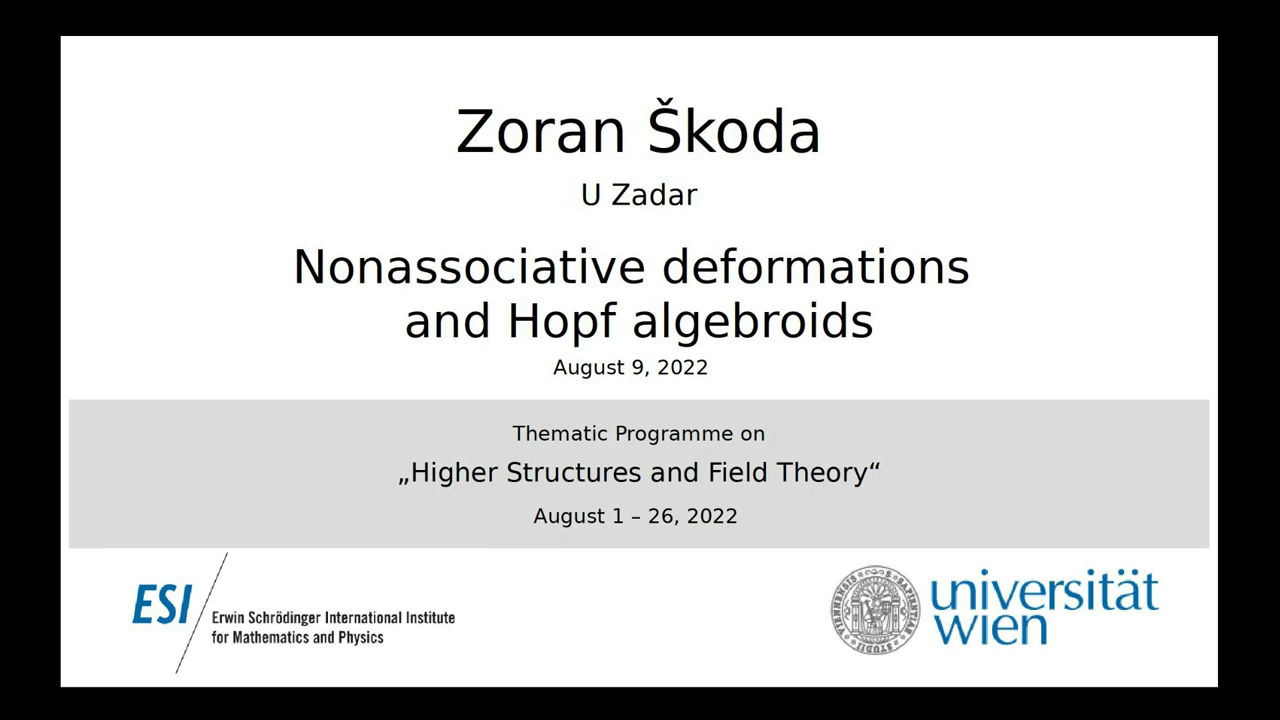 Zoran Škoda
U Zadar
Nonassociative deformations
and Hopf algebroids
August 9, 2022
Thematic Programme on
„Higher Structures and Field Theory“
August 1 – 26, 2022
ESI
Erwin Schrödinger International Institute
for Mathematics and Physics
universität
wien